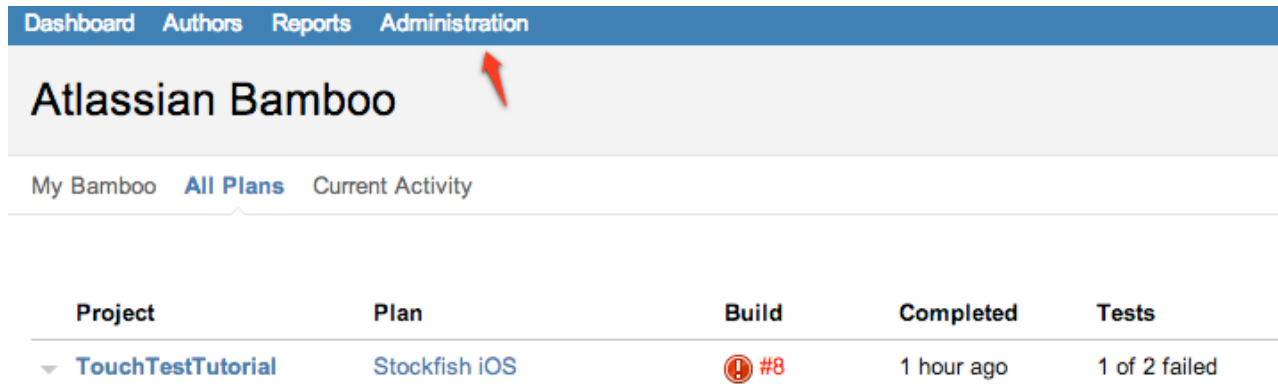 Dashboard Authors Reports Administration
Atlassian Bamboo
My Bamboo All Plans Current Activity
Project Plan Build Completed Tests
TouchTestTutorial Stockfish iOS #8 1 hour ago 1 of 2 failed